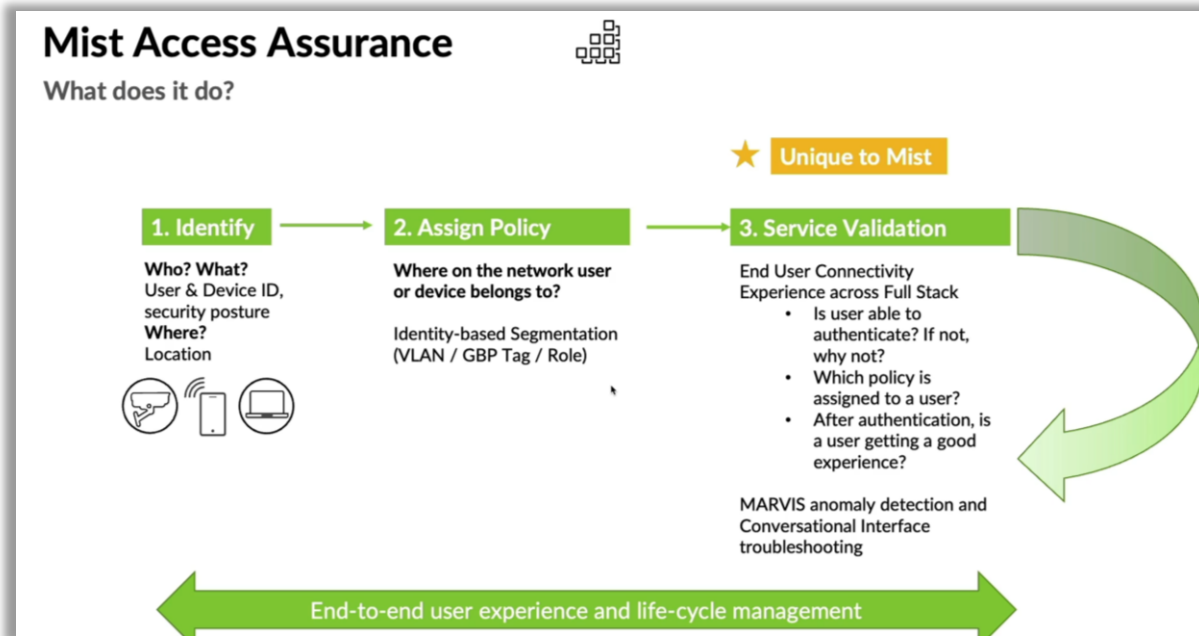 Mist Access Assurance
What does it do?
Unique to Mist
1. Identify
Who? What?
User & Device ID,
security posture
Where?
Location
2. Assign Policy
Where on the network user
or device belongs to?
Identity-based Segmentation
(VLAN / GBP Tag / Role)
3. Service Validation
End User Connectivity
Experience across Full Stack
• Is user able to
authenticate? If not,
why not?
• Which policy is
assigned to a user?
• After authentication, is
a user getting a good
experience?
MARVIS anomaly detection and
Conversational Interface
troubleshooting
End-to-end user experience and life-cycle management